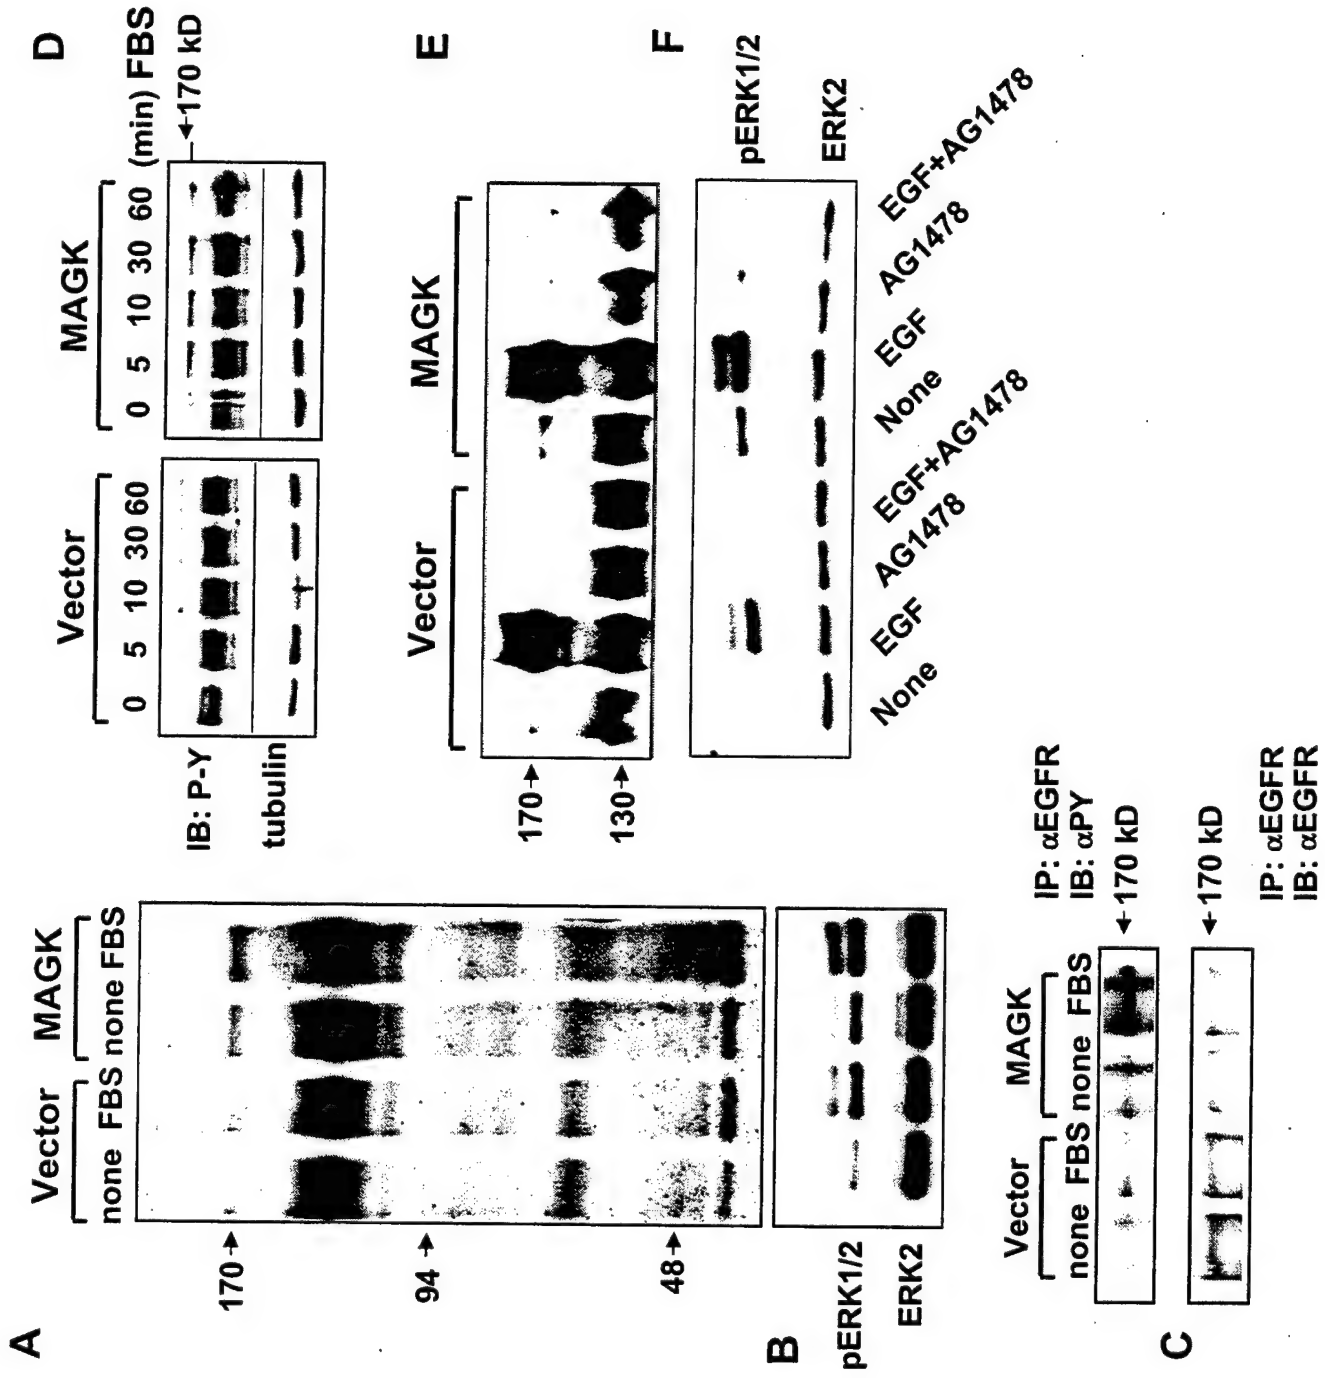 A
Vector MAGK
none FBS none FBS
170→
94→
48→
B
pERK1/2
ERK2
C
Vector MAGK
none FBS none FBS
IP: αEGFR
IB: αPY
←170 kD
←170 kD
IP: αEGFR
IB: αEGFR
D
Vector MAGK
0 5 10 30 60 0 5 10 30 60 (min) FBS
←170 kD
IB: P-Y
tubulin
E
Vector MAGK
170→
130→
F
pERK1/2
ERK2
None EGF AG1478 EGF+AG1478 None EGF AG1478 EGF+AG1478